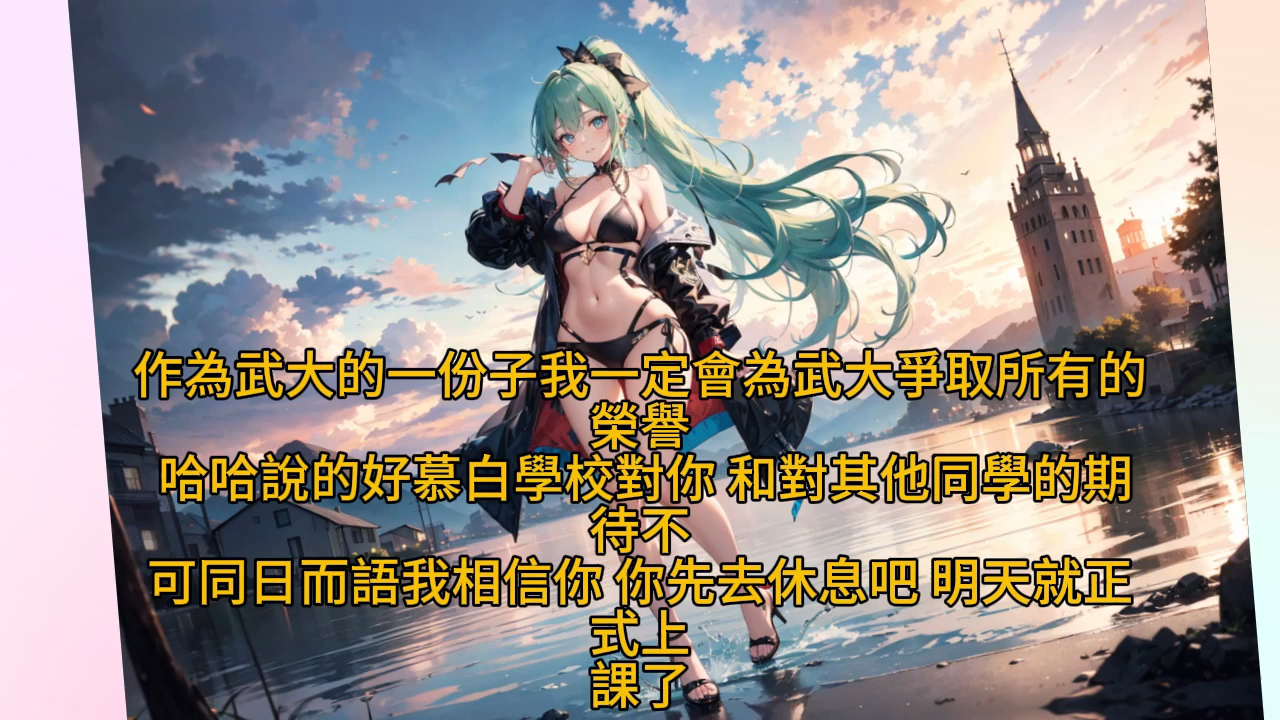 作為武大的一份子我一定會為武大爭取所有的
榮譽
哈哈說的好慕白學校對你 和對其他同學的期
待不
可同日而語我相信你 你先去休息吧 明天就正
式上
課了